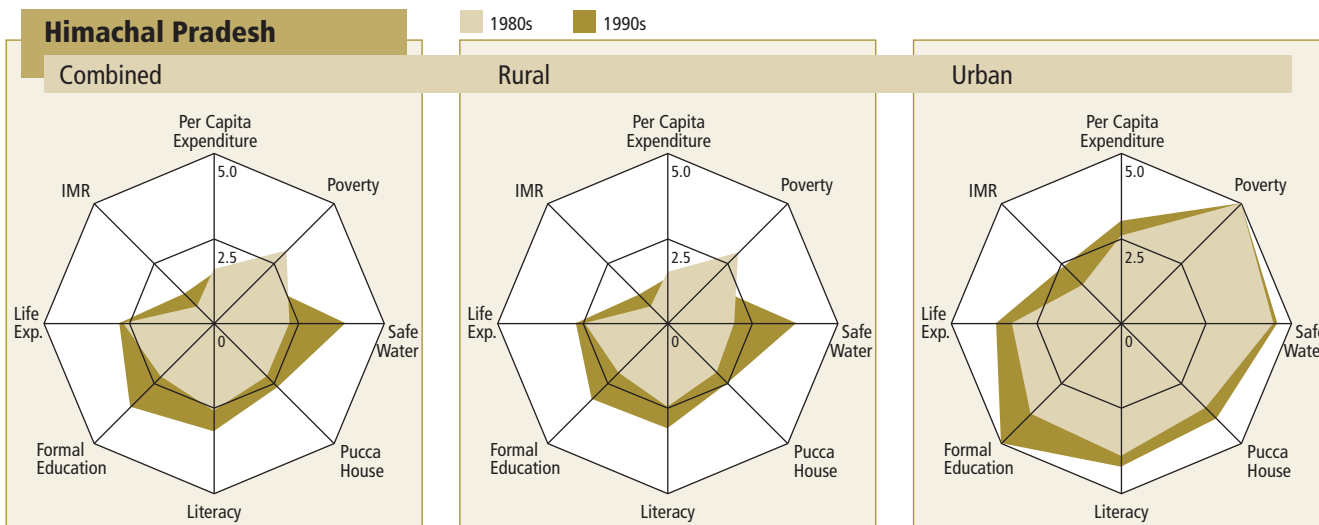 Himachal Pradesh
1980s
1990s
Combined
Rural
Urban
Per Capita
Expenditure
IMR
5.0
Poverty
2.5
Life
Exp.
0
Safe
Water
Formal
Education
Pucca
House
Literacy
Per Capita
Expenditure
IMR
5.0
Poverty
2.5
Life
Exp.
0
Safe
Water
Formal
Education
Pucca
House
Literacy
Per Capita
Expenditure
IMR
5.0
Poverty
2.5
Life
Exp.
0
Safe
Water
Formal
Education
Pucca
House
Literacy